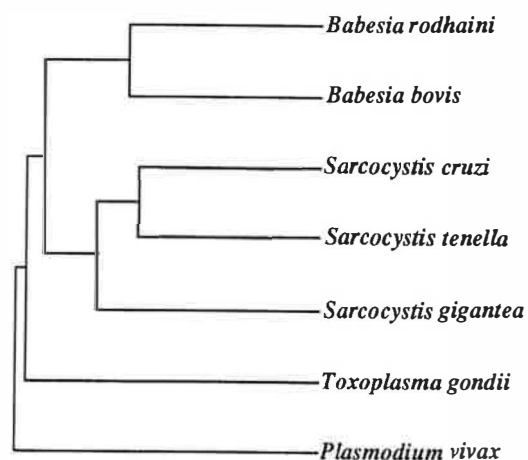 Babesia rodhaini
Babesia bovis
Sarcocystis cruzi
Sarcocystis tenella
Sarcocystis gigantea
Toxoplasma gondii
Plasmodium vivax